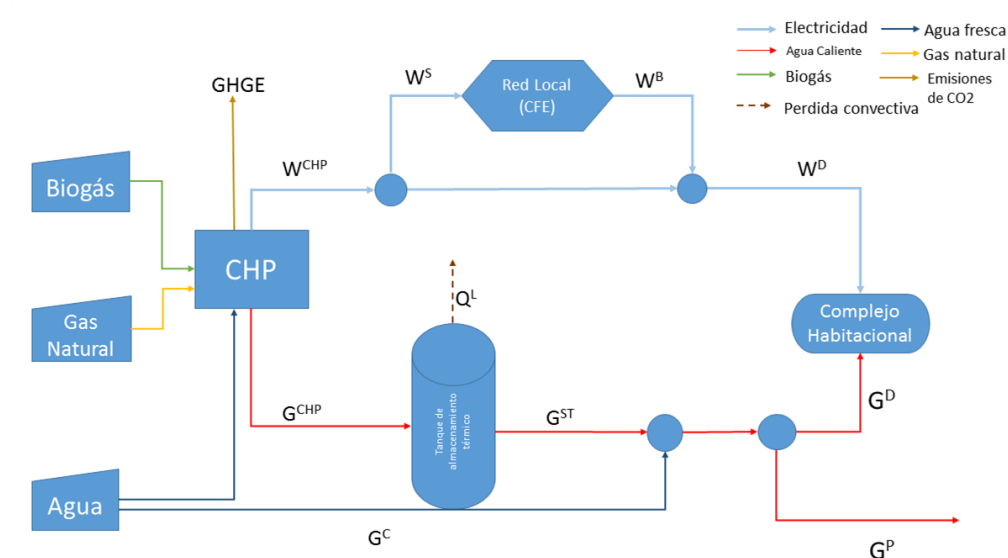 Electricidad
Agua fresca
Agua Caliente
Gas natural
Biogás
Emisiones
de CO2
Perdida convectiva
GHGE
W^S
Red Local
(CFE)
W^B
W^CHP
W^D
Biogás
CHP
Q^L
Gas
Natural
Complejo
Habitacional
G^CHP
Tanque de
almacenamiento
térmico
G^ST
G^D
Agua
G^C
G^P